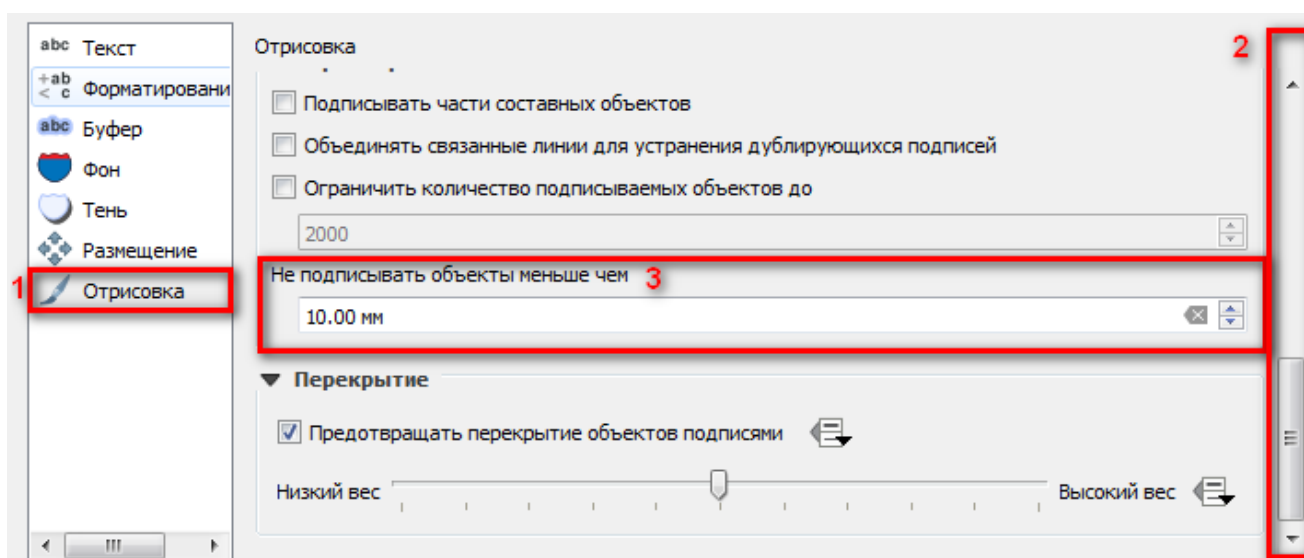 abc Текст
+ab
< c Форматировани
abc Буфер
Фон
Тень
Размещение
1 Отрисовка
Отрисовка
2
Подписывать части составных объектов
Объединять связанные линии для устранения дублирующихся подписей
Ограничить количество подписываемых объектов до
2000
Не подписывать объекты меньше чем 3
10.00 мм
Перекрытие
Предотвращать перекрытие объектов подписями
Низкий вес Высокий вес